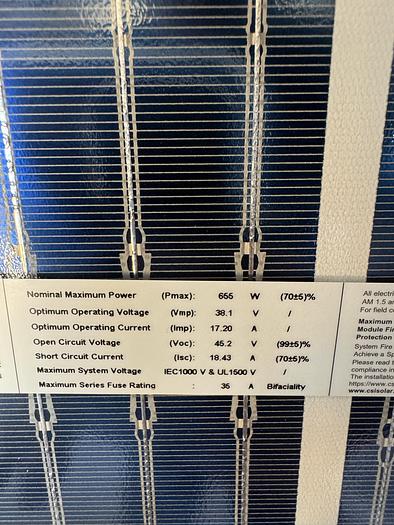 Nominal Maximum Power (Pmax): 655 W (70±5)%
Optimum Operating Voltage (Vmp): 38.1 V /
Optimum Operating Current (Imp): 17.20 A /
Open Circuit Voltage (Voc): 45.2 V (99±5)%
Short Circuit Current (Isc): 18.43 A (70±5)%
Maximum System Voltage IEC1000 V & UL1500 V /
Maximum Series Fuse Rating : 35 A Bifaciality
All electri
AM 1.5 a
For field c
Maximum
Module Fi
Protection
System Fire
Achieve a Sp
Please read t
compliance in
The installatio
https://www.cs
www.csisolar.